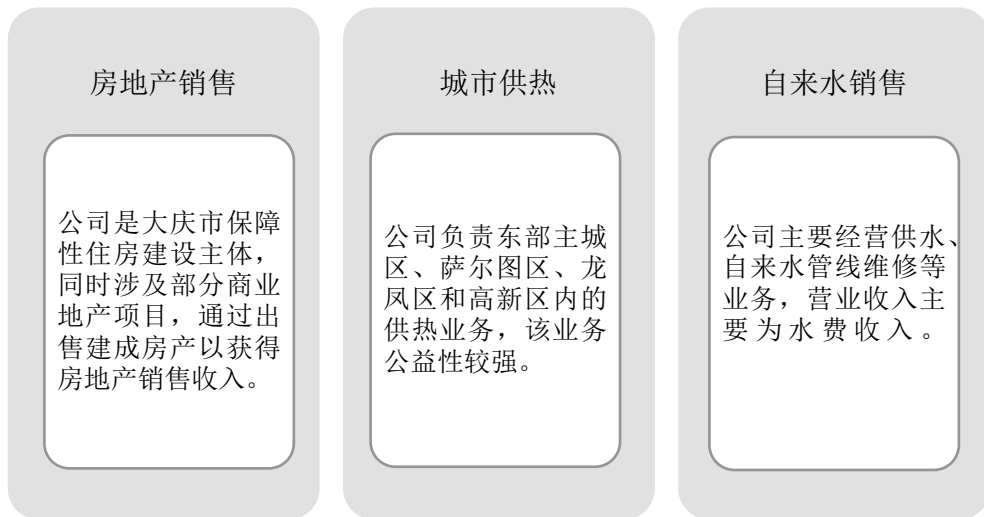 房地产销售
公司是大庆市保障
性住房建设主体，
同时涉及部分商业
地产项目，通过出
售建成房产以获得
房地产销售收入。
城市供热
公司负责东部主城
区、萨尔图区、龙
凤区和高新区内的
供热业务，该业务
公益性较强。
自来水销售
公司主要经营供水、
自来水管线维修等
业务，营业收入主
要为水费收入。